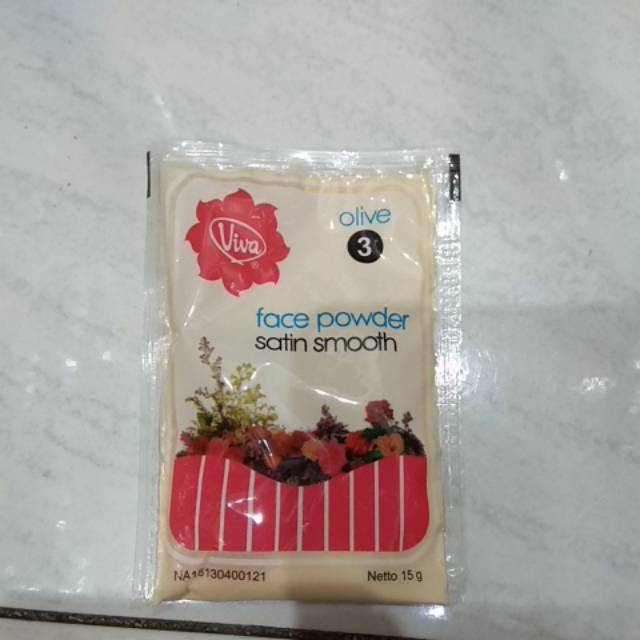 Viva
olive
3
face powder
satin smooth
NA18130400121
Netto 15 g